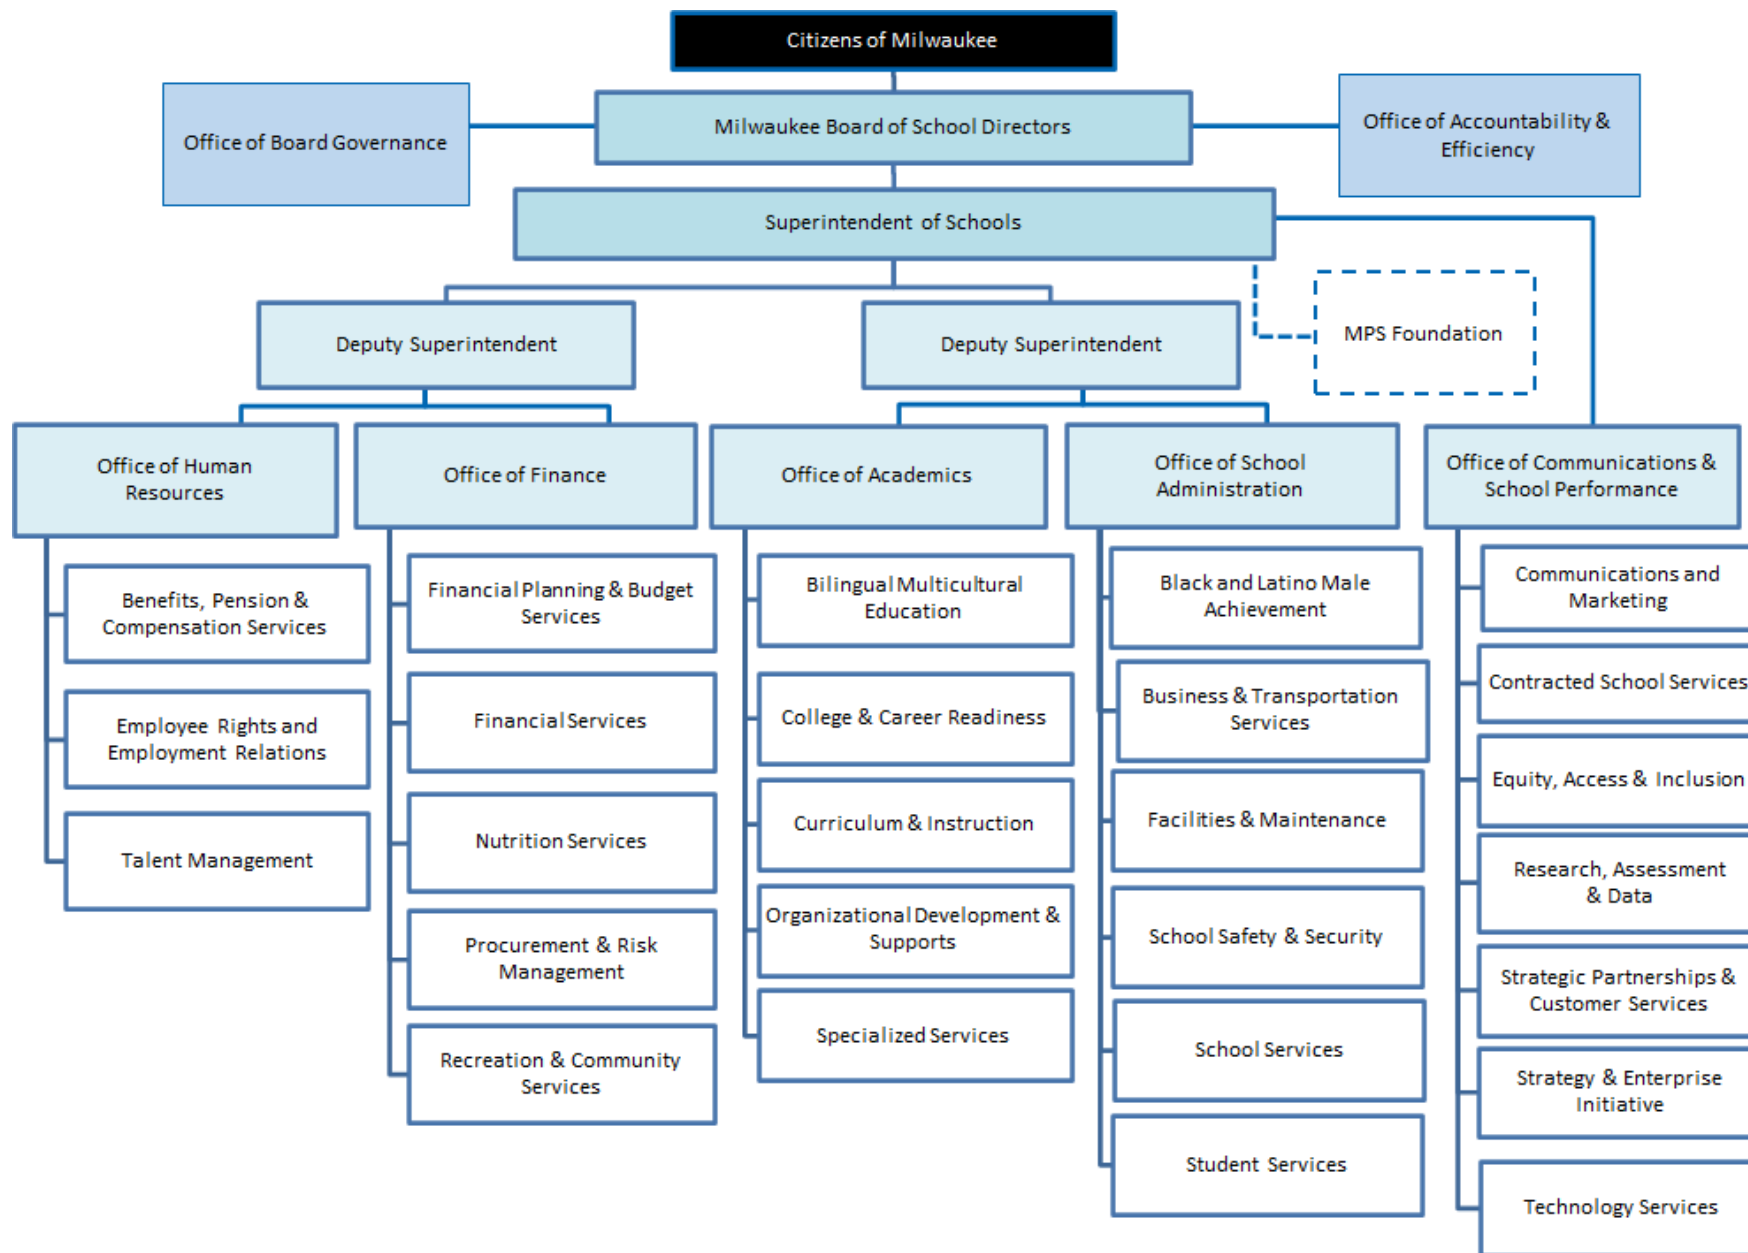 Citizens of Milwaukee
Office of Board Governance
Milwaukee Board of School Directors
Office of Accountability &
Efficiency
Superintendent of Schools
MPS Foundation
Deputy Superintendent
Deputy Superintendent
Office of Human
Resources
Office of Finance
Office of Academics
Office of School
Administration
Office of Communications &
School Performance
Benefits, Pension &
Compensation Services
Employee Rights and
Employment Relations
Talent Management
Financial Planning & Budget
Services
Financial Services
Nutrition Services
Procurement & Risk
Management
Recreation & Community
Services
Bilingual Multicultural
Education
College & Career Readiness
Curriculum & Instruction
Organizational Development &
Supports
Specialized Services
Black and Latino Male
Achievement
Business & Transportation
Services
Facilities & Maintenance
School Safety & Security
School Services
Student Services
Communications and
Marketing
Contracted School Services
Equity, Access & Inclusion
Research, Assessment
& Data
Strategic Partnerships &
Customer Services
Strategy & Enterprise
Initiative
Technology Services